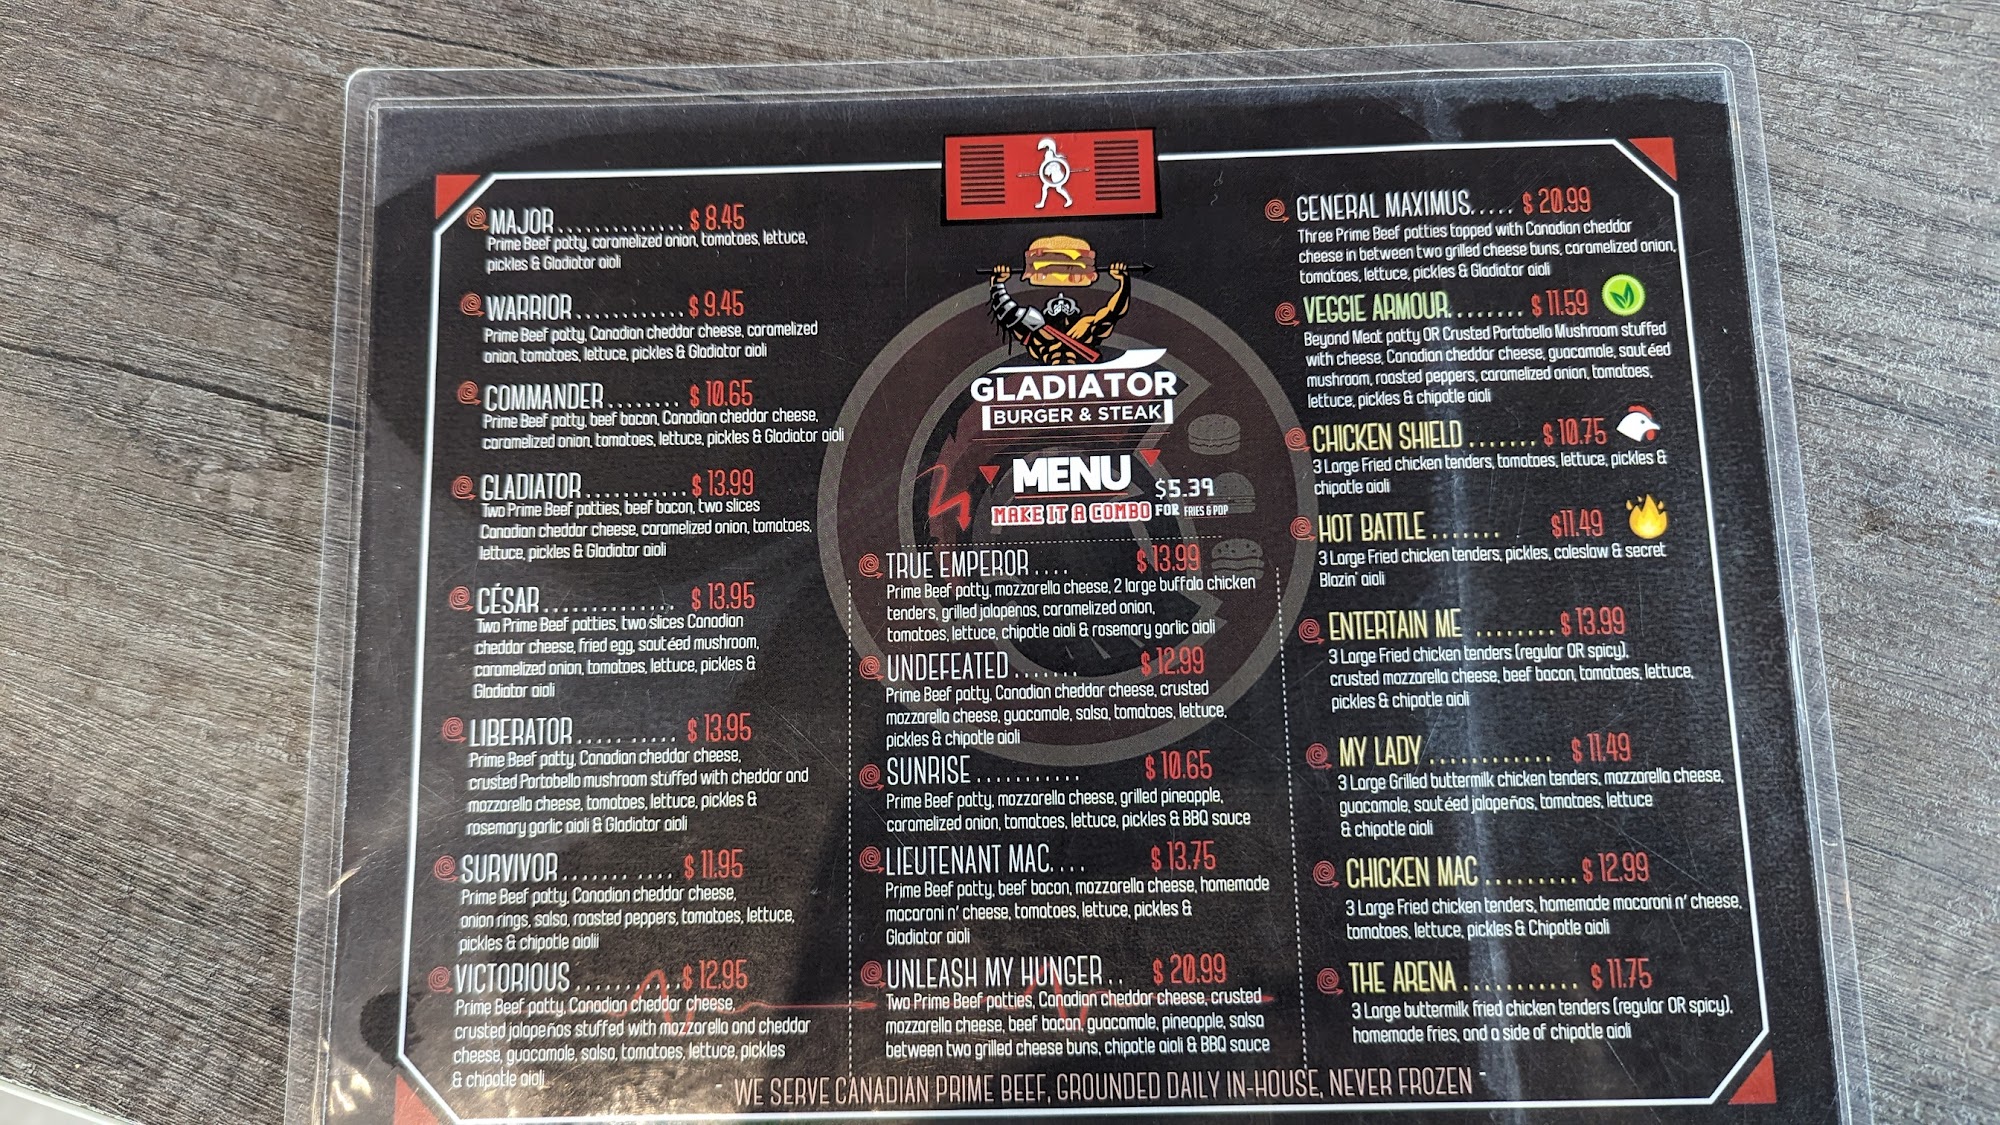 MAJOR............... $ 8.45
Prime Beef patty, caramelized onion, tomatoes, lettuce,
pickles & Gladiator aioli
WARRIOR............ $ 9.45
Prime Beef patty, Canadian cheddar cheese, caramelized
onion, tomatoes, lettuce, pickles & Gladiator aioli
COMMANDER........ $ 10.65
Prime Beef patty, beef bacon, Canadian cheddar cheese,
caramelized onion, tomatoes, lettuce, pickles & Gladiator aioli
GLADIATOR............ $ 13.99
Two Prime Beef patties, beef bacon, two slices
Canadian cheddar cheese, caramelized onion, tomatoes,
lettuce, pickles & Gladiator aioli
CÉSAR............... $ 13.95
Two Prime Beef patties, two slices Canadian
cheddar cheese, fried egg, sautéed mushroom,
caramelized onion, tomatoes, lettuce, pickles &
Gladiator aioli
LIBERATOR........... $ 13.95
Prime Beef patty, Canadian cheddar cheese,
crusted Portobello mushroom stuffed with cheddar and
mozzarella cheese, tomatoes, lettuce, pickles &
rosemary garlic aioli & Gladiator aioli
SURVIVOR........... $ 11.95
Prime Beef patty, Canadian cheddar cheese,
onion rings, salsa, roasted peppers, tomatoes, lettuce,
pickles & chipotle aiolii
VICTORIOUS........... $ 12.95
Prime Beef patty, Canadian cheddar cheese,
crusted jalapeños stuffed with mozzarella and cheddar
cheese, guacamole, salsa, tomatoes, lettuce, pickles
& chipotle aioli
GLADIATOR
BURGER & STEAK
MENU
MAKE IT A COMBO FOR $5.39 FRIES & POP
TRUE EMPEROR.... $ 13.99
Prime Beef patty, mozzarella cheese, 2 large buffalo chicken
tenders, grilled jalapenos, caramelized onion,
tomatoes, lettuce, chipotle aioli & rosemary garlic aioli
UNDEFEATED....... $ 12.99
Prime Beef patty, Canadian cheddar cheese, crusted
mozzarella cheese, guacamole, salsa, tomatoes, lettuce,
pickles & chipotle aioli
SUNRISE........... $ 10.65
Prime Beef patty, mozzarella cheese, grilled pineapple,
caramelized onion, tomatoes, lettuce, pickles & BBQ sauce
LIEUTENANT MAC.... $ 13.75
Prime Beef patty, beef bacon, mozzarella cheese, homemade
macaroni n' cheese, tomatoes, lettuce, pickles &
Gladiator aioli
UNLEASH MY HUNGER.. $ 20.99
Two Prime Beef patties, Canadian cheddar cheese, crusted
mozzarella cheese, beef bacon, guacamole, pineapple, salsa
between two grilled cheese buns, chipotle aioli & BBQ sauce
GENERAL MAXIMUS..... $ 20.99
Three Prime Beef patties topped with Canadian cheddar
cheese in between two grilled cheese buns, caramelized onion,
tomatoes, lettuce, pickles & Gladiator aioli
VEGGIE ARMOUR........ $ 11.59
Beyond Meat patty OR Crusted Portobello Mushroom stuffed
with cheese, Canadian cheddar cheese, guacamole, sautéed
mushroom, roasted peppers, caramelized onion, tomatoes,
lettuce, pickles & chipotle aioli
CHICKEN SHIELD....... $ 10.75
3 Large Fried chicken tenders, tomatoes, lettuce, pickles &
chipotle aioli
HOT BATTLE....... $11.49
3 Large Fried chicken tenders, pickles, coleslaw & secret
Blazin' aioli
ENTERTAIN ME ........ $ 13.99
3 Large Fried chicken tenders (regular OR spicy),
crusted mozzarella cheese, beef bacon, tomatoes, lettuce,
pickles & chipotle aioli
MY LADY............ $ 11.49
3 Large Grilled buttermilk chicken tenders, mozzarella cheese,
guacamole, sautéed jalapeños, tomatoes, lettuce
& chipotle aioli
CHICKEN MAC......... $ 12.99
3 Large Fried chicken tenders, homemade macaroni n' cheese,
tomatoes, lettuce, pickles & Chipotle aioli
THE ARENA........... $ 11.75
3 Large buttermilk fried chicken tenders (regular OR spicy),
homemade fries, and a side of chipotle aioli
- WE SERVE CANADIAN PRIME BEEF, GROUNDED DAILY IN-HOUSE, NEVER FROZEN -